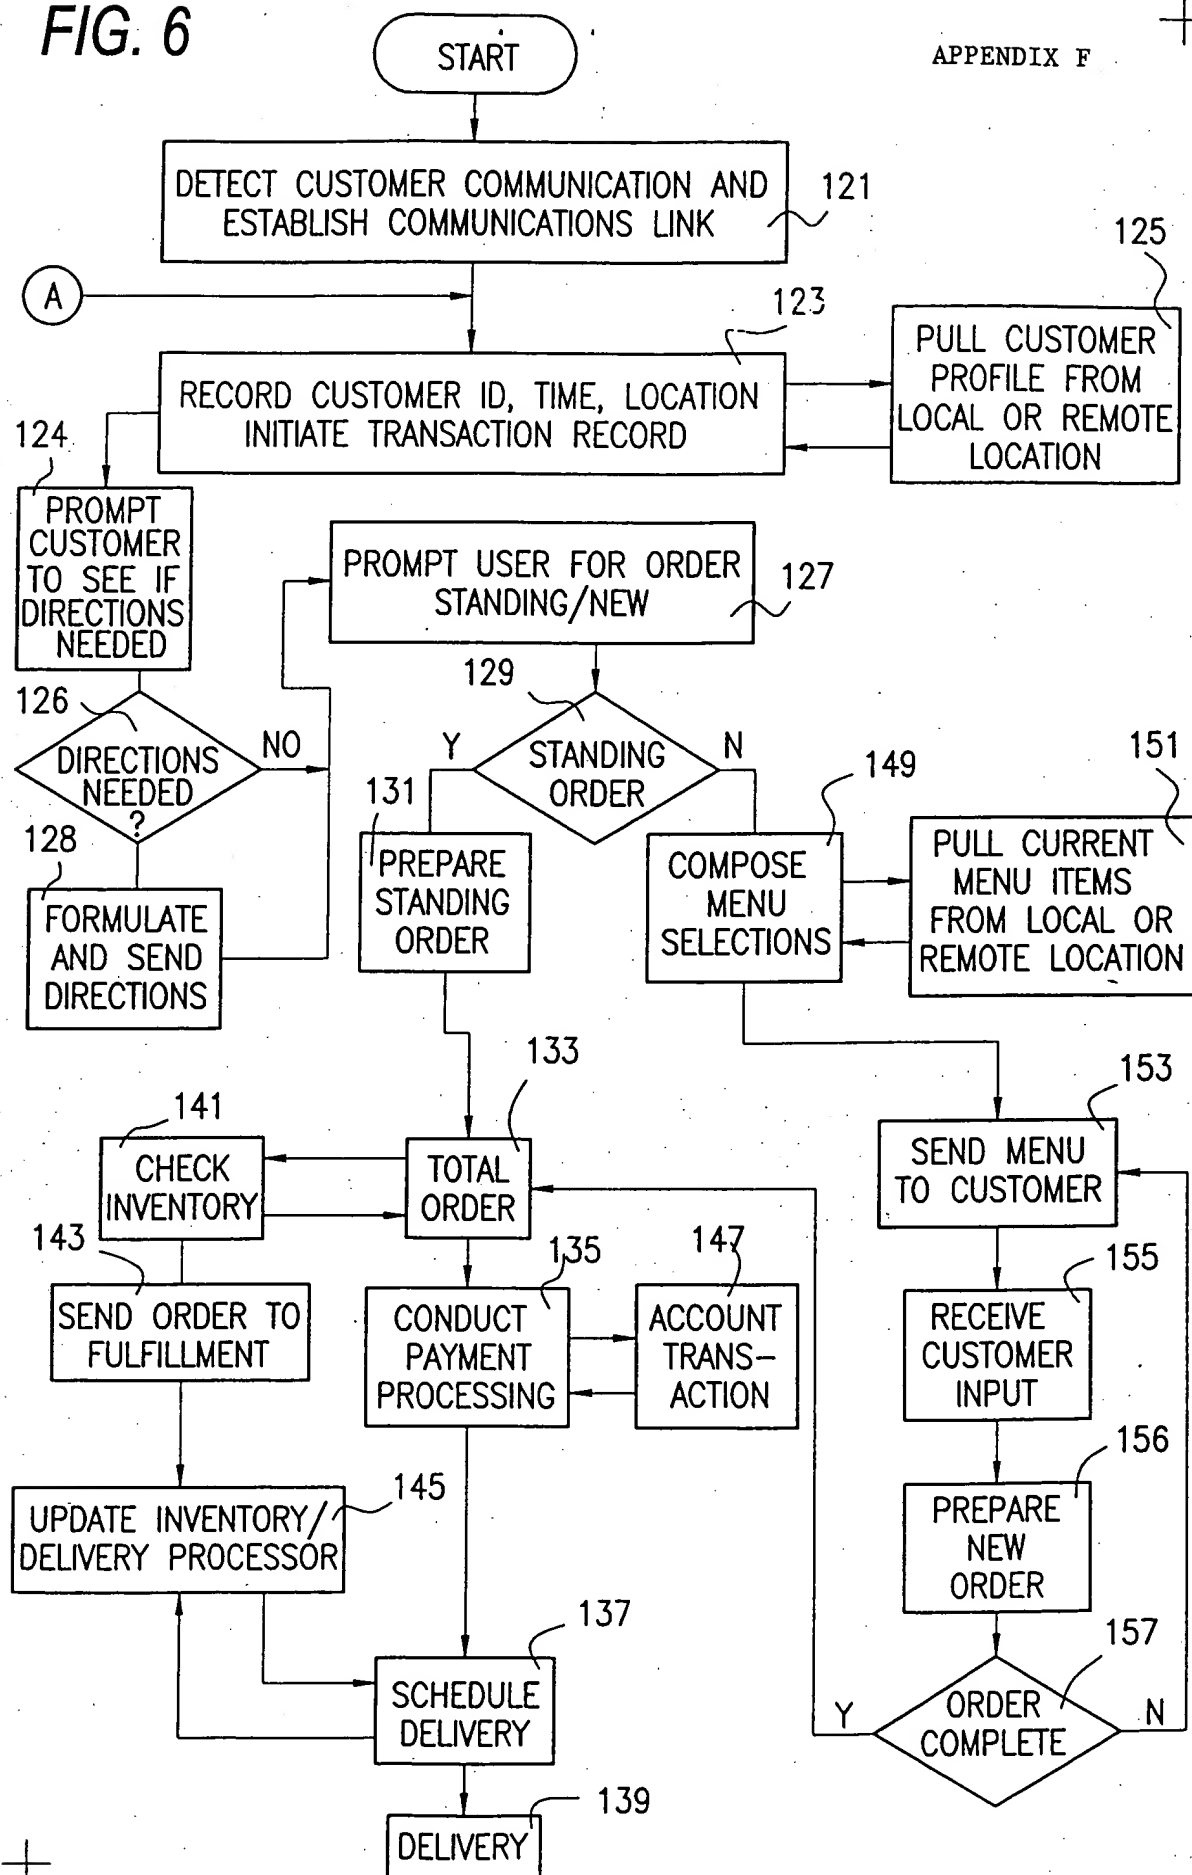 FIG. 6
APPENDIX F
START
DETECT CUSTOMER COMMUNICATION AND
ESTABLISH COMMUNICATIONS LINK
121
A
125
123
PULL CUSTOMER
PROFILE FROM
LOCAL OR REMOTE
LOCATION
RECORD CUSTOMER ID, TIME, LOCATION
INITIATE TRANSACTION RECORD
124
PROMPT
CUSTOMER
TO SEE IF
DIRECTIONS
NEEDED
PROMPT USER FOR ORDER
STANDING/NEW
127
126
DIRECTIONS
NEEDED
?
NO
129
STANDING
ORDER
Y
N
128
FORMULATE
AND SEND
DIRECTIONS
131
PREPARE
STANDING
ORDER
149
COMPOSE
MENU
SELECTIONS
151
PULL CURRENT
MENU ITEMS
FROM LOCAL OR
REMOTE LOCATION
133
TOTAL
ORDER
141
CHECK
INVENTORY
153
SEND MENU
TO CUSTOMER
143
SEND ORDER TO
FULFILLMENT
135
CONDUCT
PAYMENT
PROCESSING
147
ACCOUNT
TRANS-
ACTION
155
RECEIVE
CUSTOMER
INPUT
156
PREPARE
NEW
ORDER
145
UPDATE INVENTORY/
DELIVERY PROCESSOR
137
SCHEDULE
DELIVERY
157
ORDER
COMPLETE
Y
N
139
DELIVERY